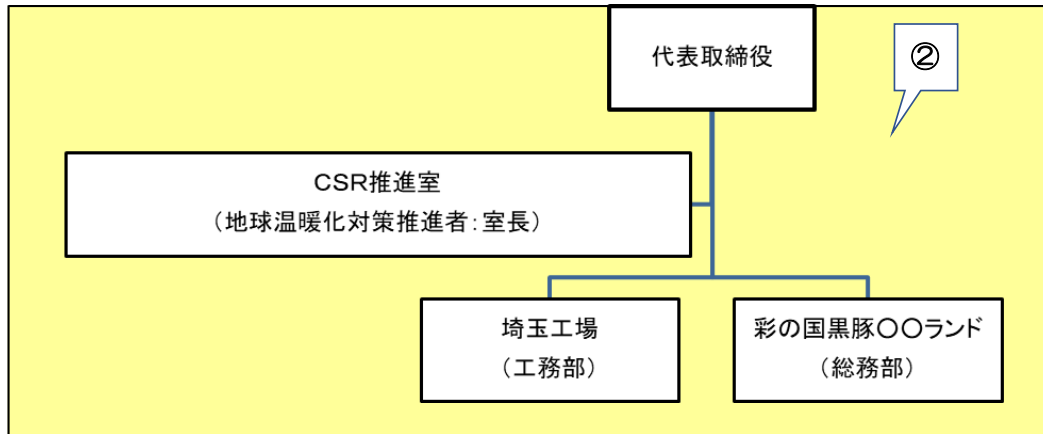 代表取締役
②
CSR推進室
（地球温暖化対策推進者：室長）
埼玉工場
（工務部）
彩の国黒豚〇〇ランド
（総務部）